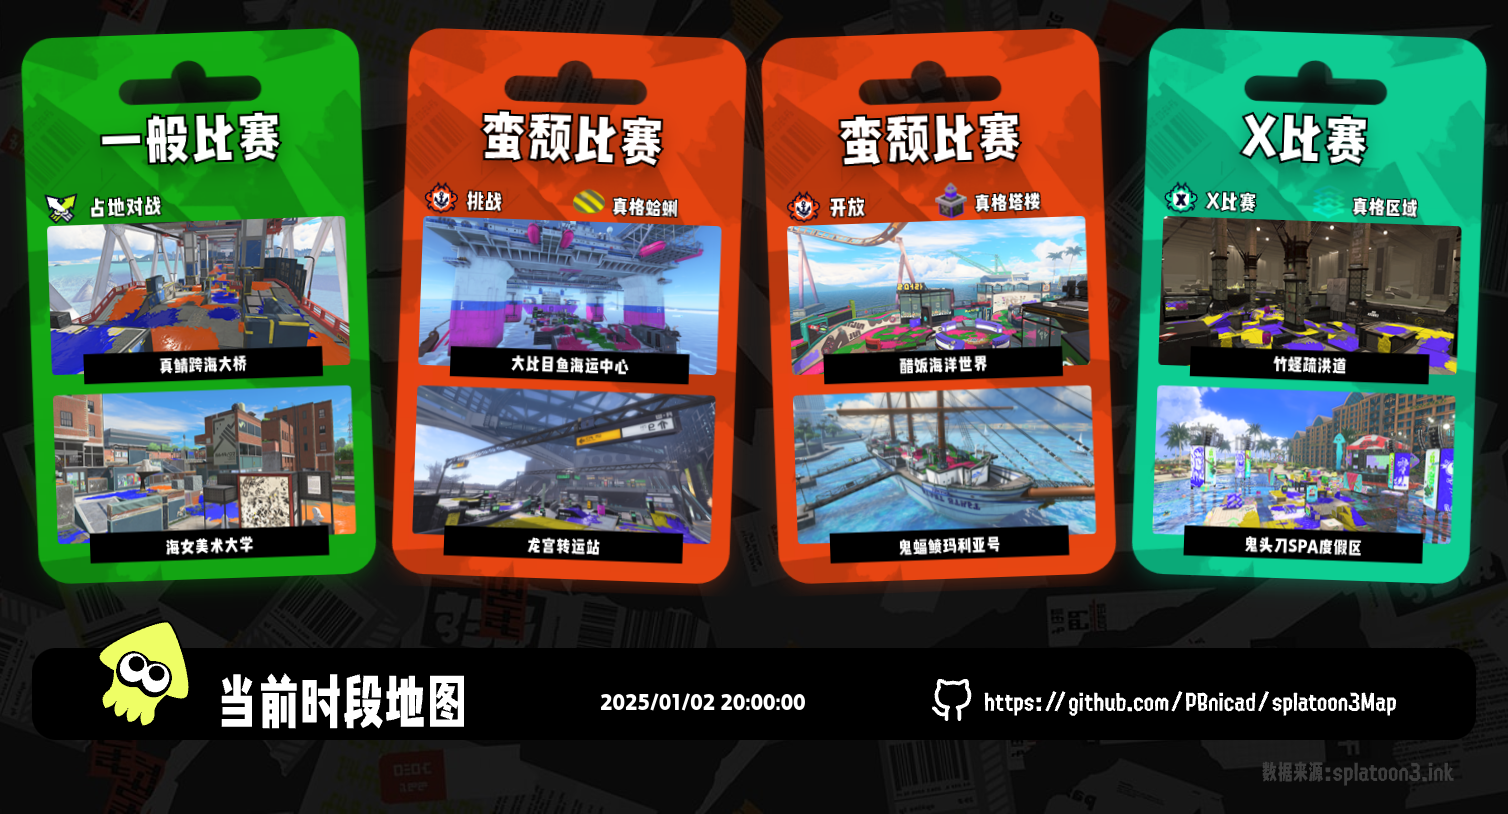 一般比赛
占地对战
真鲷跨海大桥
海女美术大学
蛮颓比赛
挑战
真格蛤蜊
大比目鱼海运中心
龙宫转运站
蛮颓比赛
开放
真格塔楼
醋饭海洋世界
鬼蝠鲼玛利亚号
X比赛
X比赛
真格区域
竹蛏疏洪道
鬼头刀SPA度假区
当前时段地图
2025/01/02 20:00:00
https://github.com/PBnicad/splatoon3Map
数据来源:splatoon3.ink